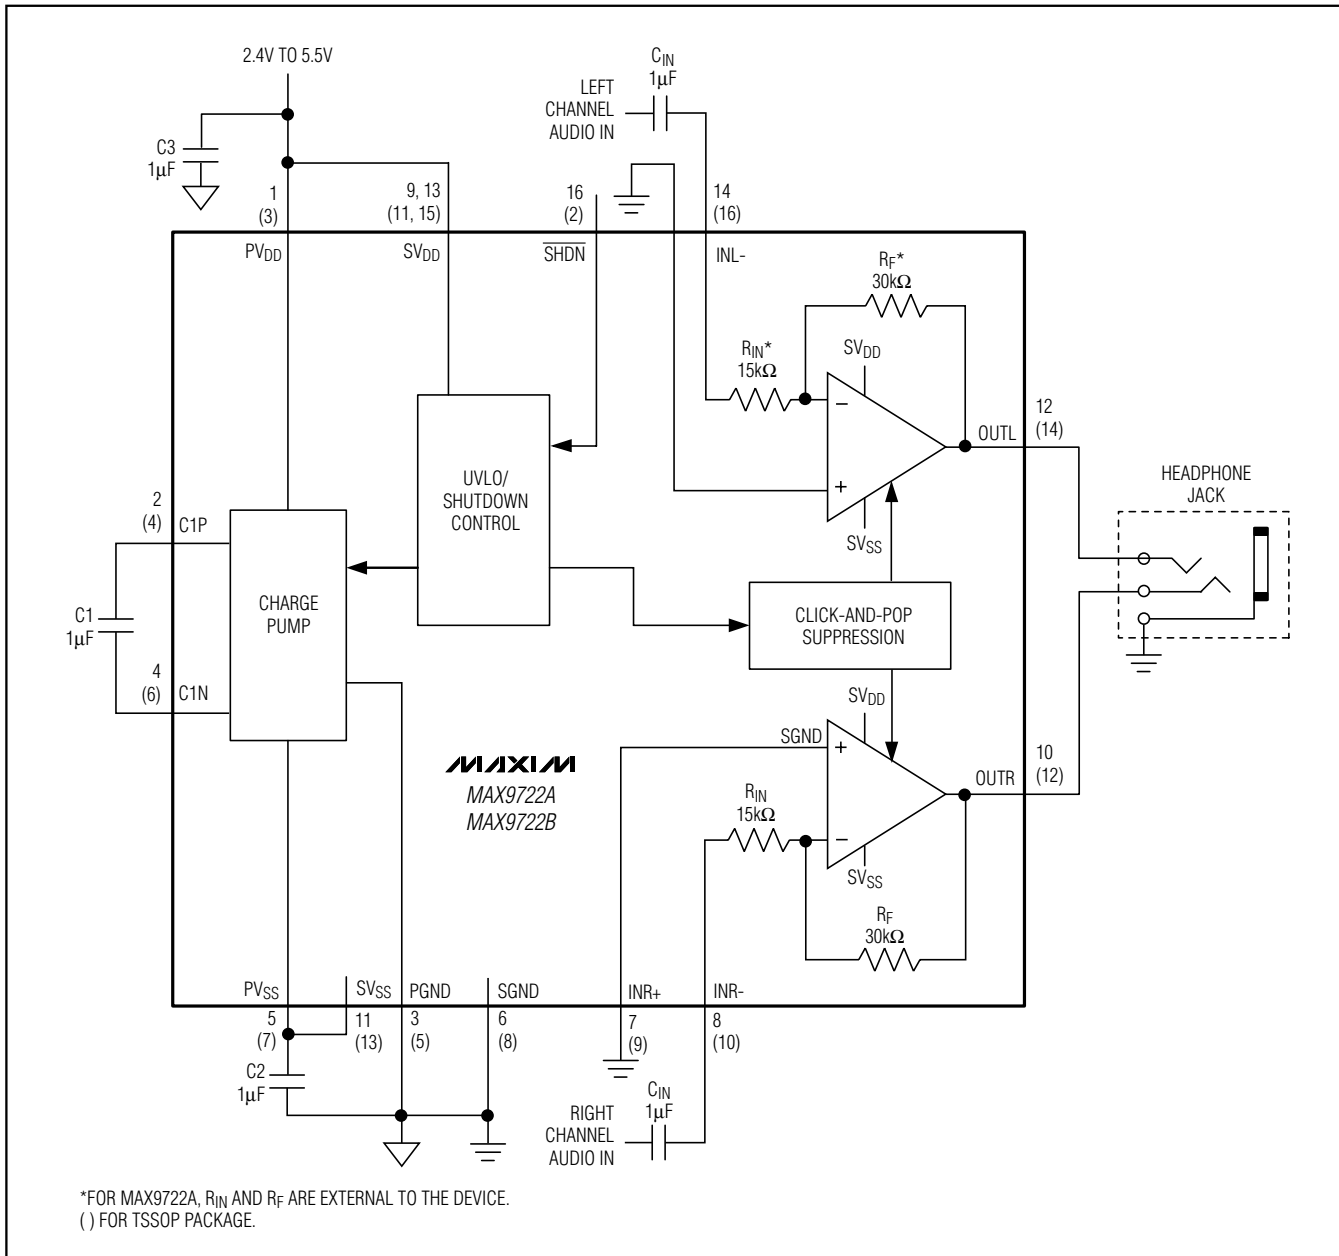 2.4V TO 5.5V
C3
1µF
1
(3)
9, 13
(11, 15)
16
(2)
LEFT
CHANNEL
AUDIO IN
CIN
1µF
14
(16)
PVDD
SVDD
SHDN
INL-
RF*
30kΩ
RIN*
15kΩ
SVDD
−
+
SVSS
OUTL
12
(14)
UVLO/
SHUTDOWN
CONTROL
2
(4)
C1P
C1
1µF
4
(6)
C1N
CHARGE
PUMP
CLICK-AND-POP
SUPPRESSION
HEADPHONE
JACK
MAXIM
MAX9722A
MAX9722B
SGND
SVDD
+
−
SVSS
RIN
15kΩ
RF
30kΩ
OUTR
10
(12)
PVSS
SVSS
PGND
SGND
INR+
INR-
5
(7)
11
(13)
3
(5)
6
(8)
7
(9)
8
(10)
C2
1µF
RIGHT
CHANNEL
AUDIO IN
CIN
1µF
*FOR MAX9722A, RIN AND RF ARE EXTERNAL TO THE DEVICE.
( ) FOR TSSOP PACKAGE.